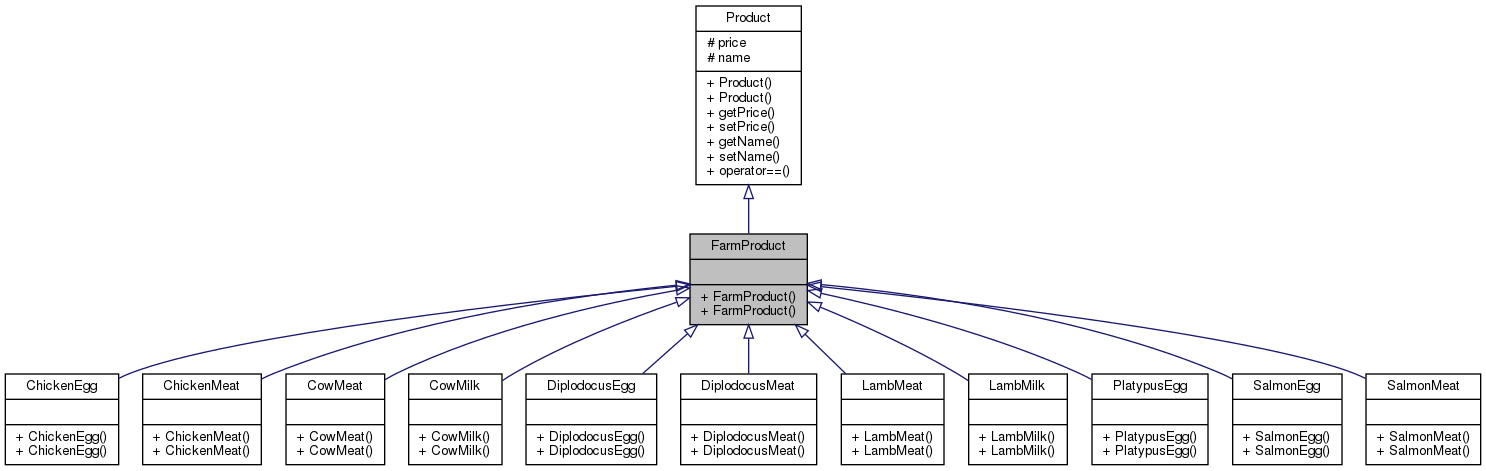 Product
# price
# name
+ Product()
+ Product()
+ getPrice()
+ setPrice()
+ getName()
+ setName()
+ operator==()
FarmProduct
+ FarmProduct()
+ FarmProduct()
ChickenEgg
+ ChickenEgg()
+ ChickenEgg()
ChickenMeat
+ ChickenMeat()
+ ChickenMeat()
CowMeat
+ CowMeat()
+ CowMeat()
CowMilk
+ CowMilk()
+ CowMilk()
DiplodocusEgg
+ DiplodocusEgg()
+ DiplodocusEgg()
DiplodocusMeat
+ DiplodocusMeat()
+ DiplodocusMeat()
LambMeat
+ LambMeat()
+ LambMeat()
LambMilk
+ LambMilk()
+ LambMilk()
PlatypusEgg
+ PlatypusEgg()
+ PlatypusEgg()
SalmonEgg
+ SalmonEgg()
+ SalmonEgg()
SalmonMeat
+ SalmonMeat()
+ SalmonMeat()